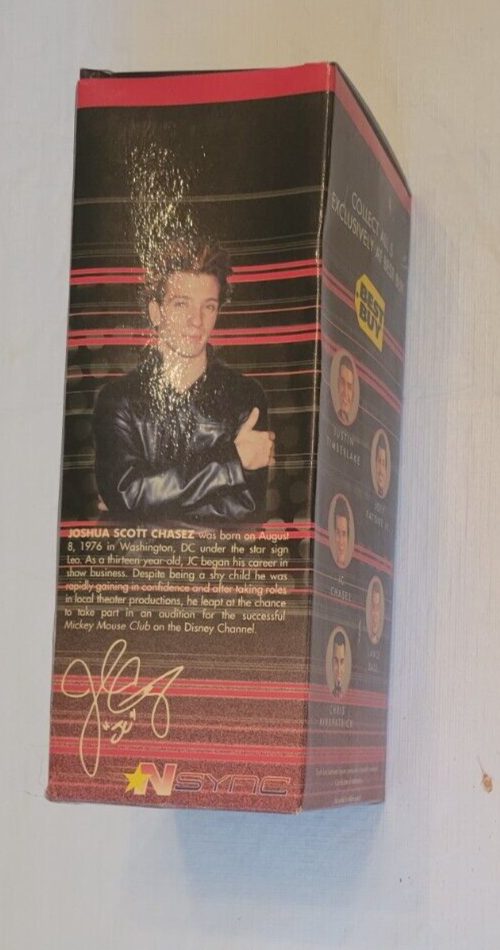 JOSHUA SCOTT CHASEZ was born on August
8, 1976 in Washington, DC under the star sign
Leo. As a thirteen-year-old, JC began his career in
show business. Despite being a shy child he was
rapidly gaining in confidence and after taking roles
in local theater productions, he leapt at the chance
to take part in an audition for the successful
Mickey Mouse Club on the Disney Channel.
NSYNC
COLLECT ALL 5
EXCLUSIVELY AT BEST BUY
BEST
BUY
JUSTIN
TIMBERLAKE
JC
CHASEZ
LANCE
BASS
CHRIS
KIRKPATRICK